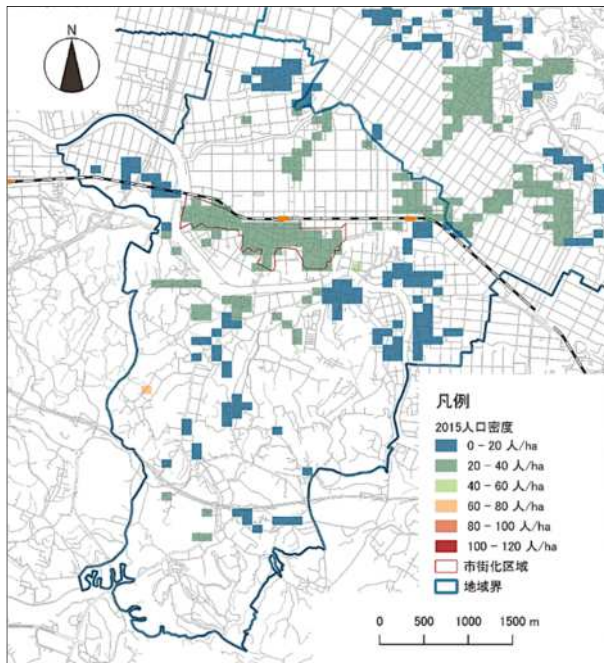 N
凡例
2015人口密度
0 - 20 人/ha
20 - 40 人/ha
40 - 60 人/ha
60 - 80 人/ha
80 - 100 人/ha
100 - 120 人/ha
市街化区域
地域界
0 500 1000 1500 m